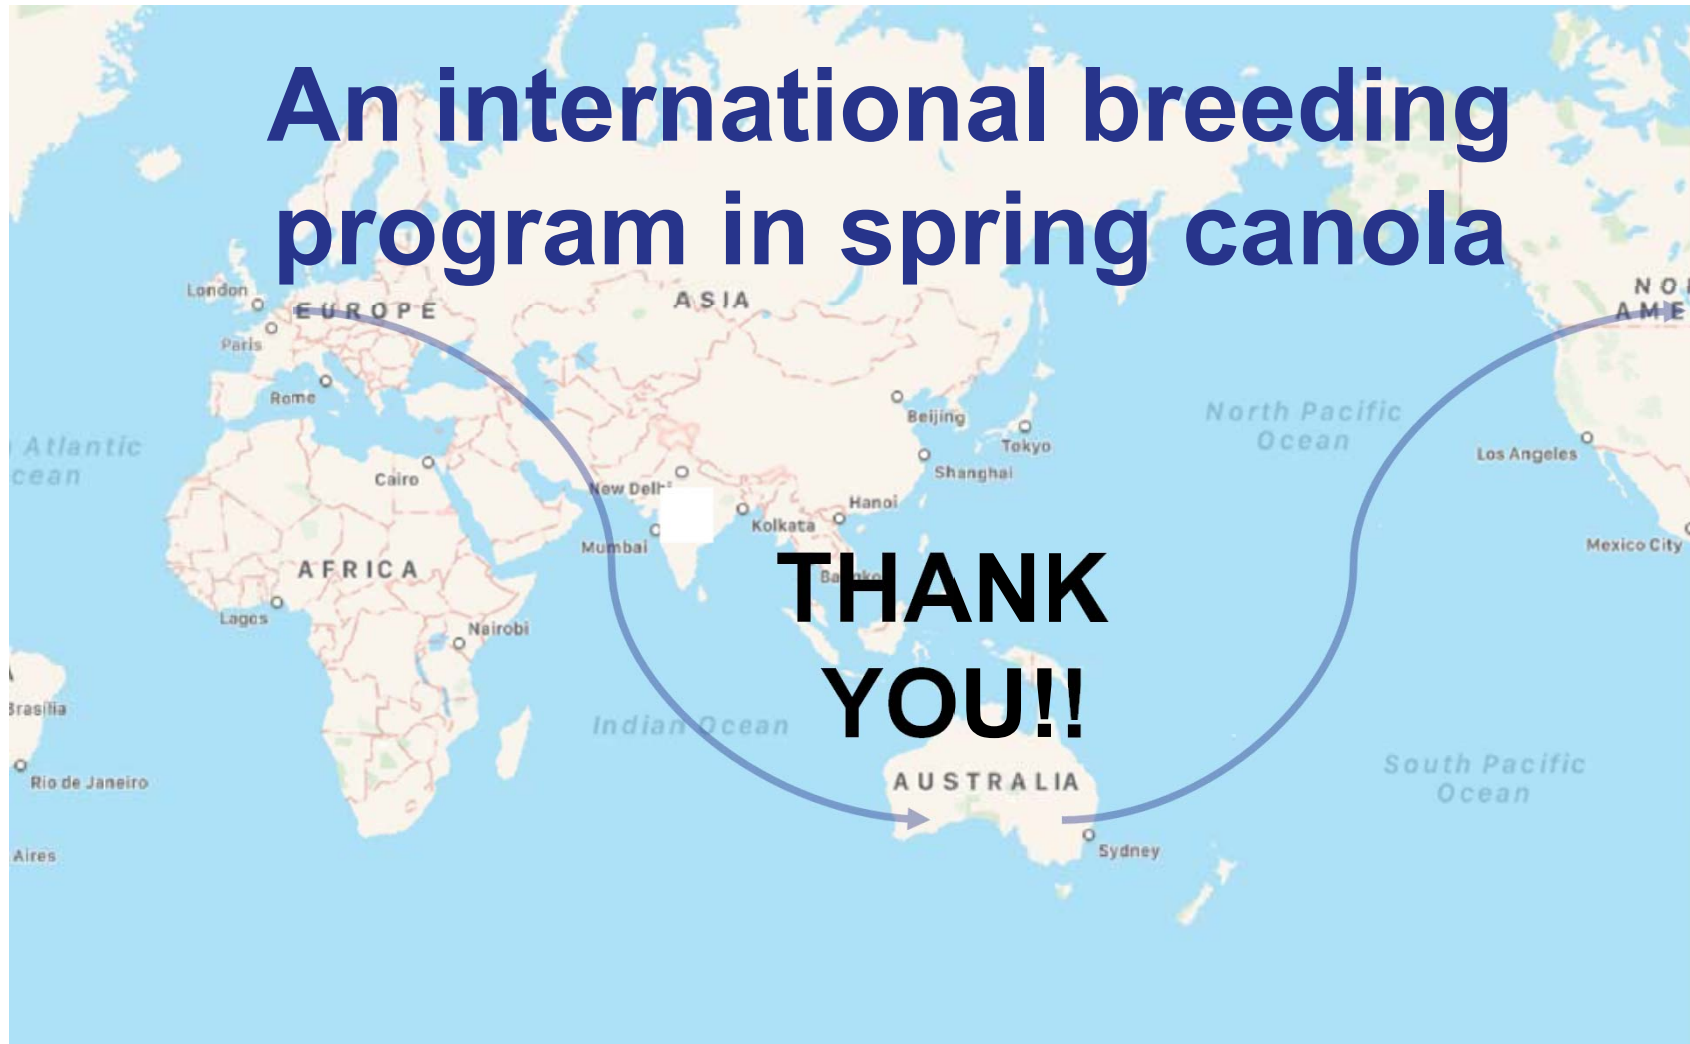 An international breeding
program in spring canola
London
EUROPE
ASIA
Paris
Rome
Beijing
Tokyo
North Pacific
Ocean
Los Angeles
Atlantic
Cairo
Shanghai
New Delhi
Hanoi
Kolkata
Mumbai
Mexico City
AFRICA
THANK
YOU!!
Lagos
Nairobi
Indian Ocean
AUSTRALIA
South Pacific
Ocean
Rio de Janeiro
Sydney
Aires